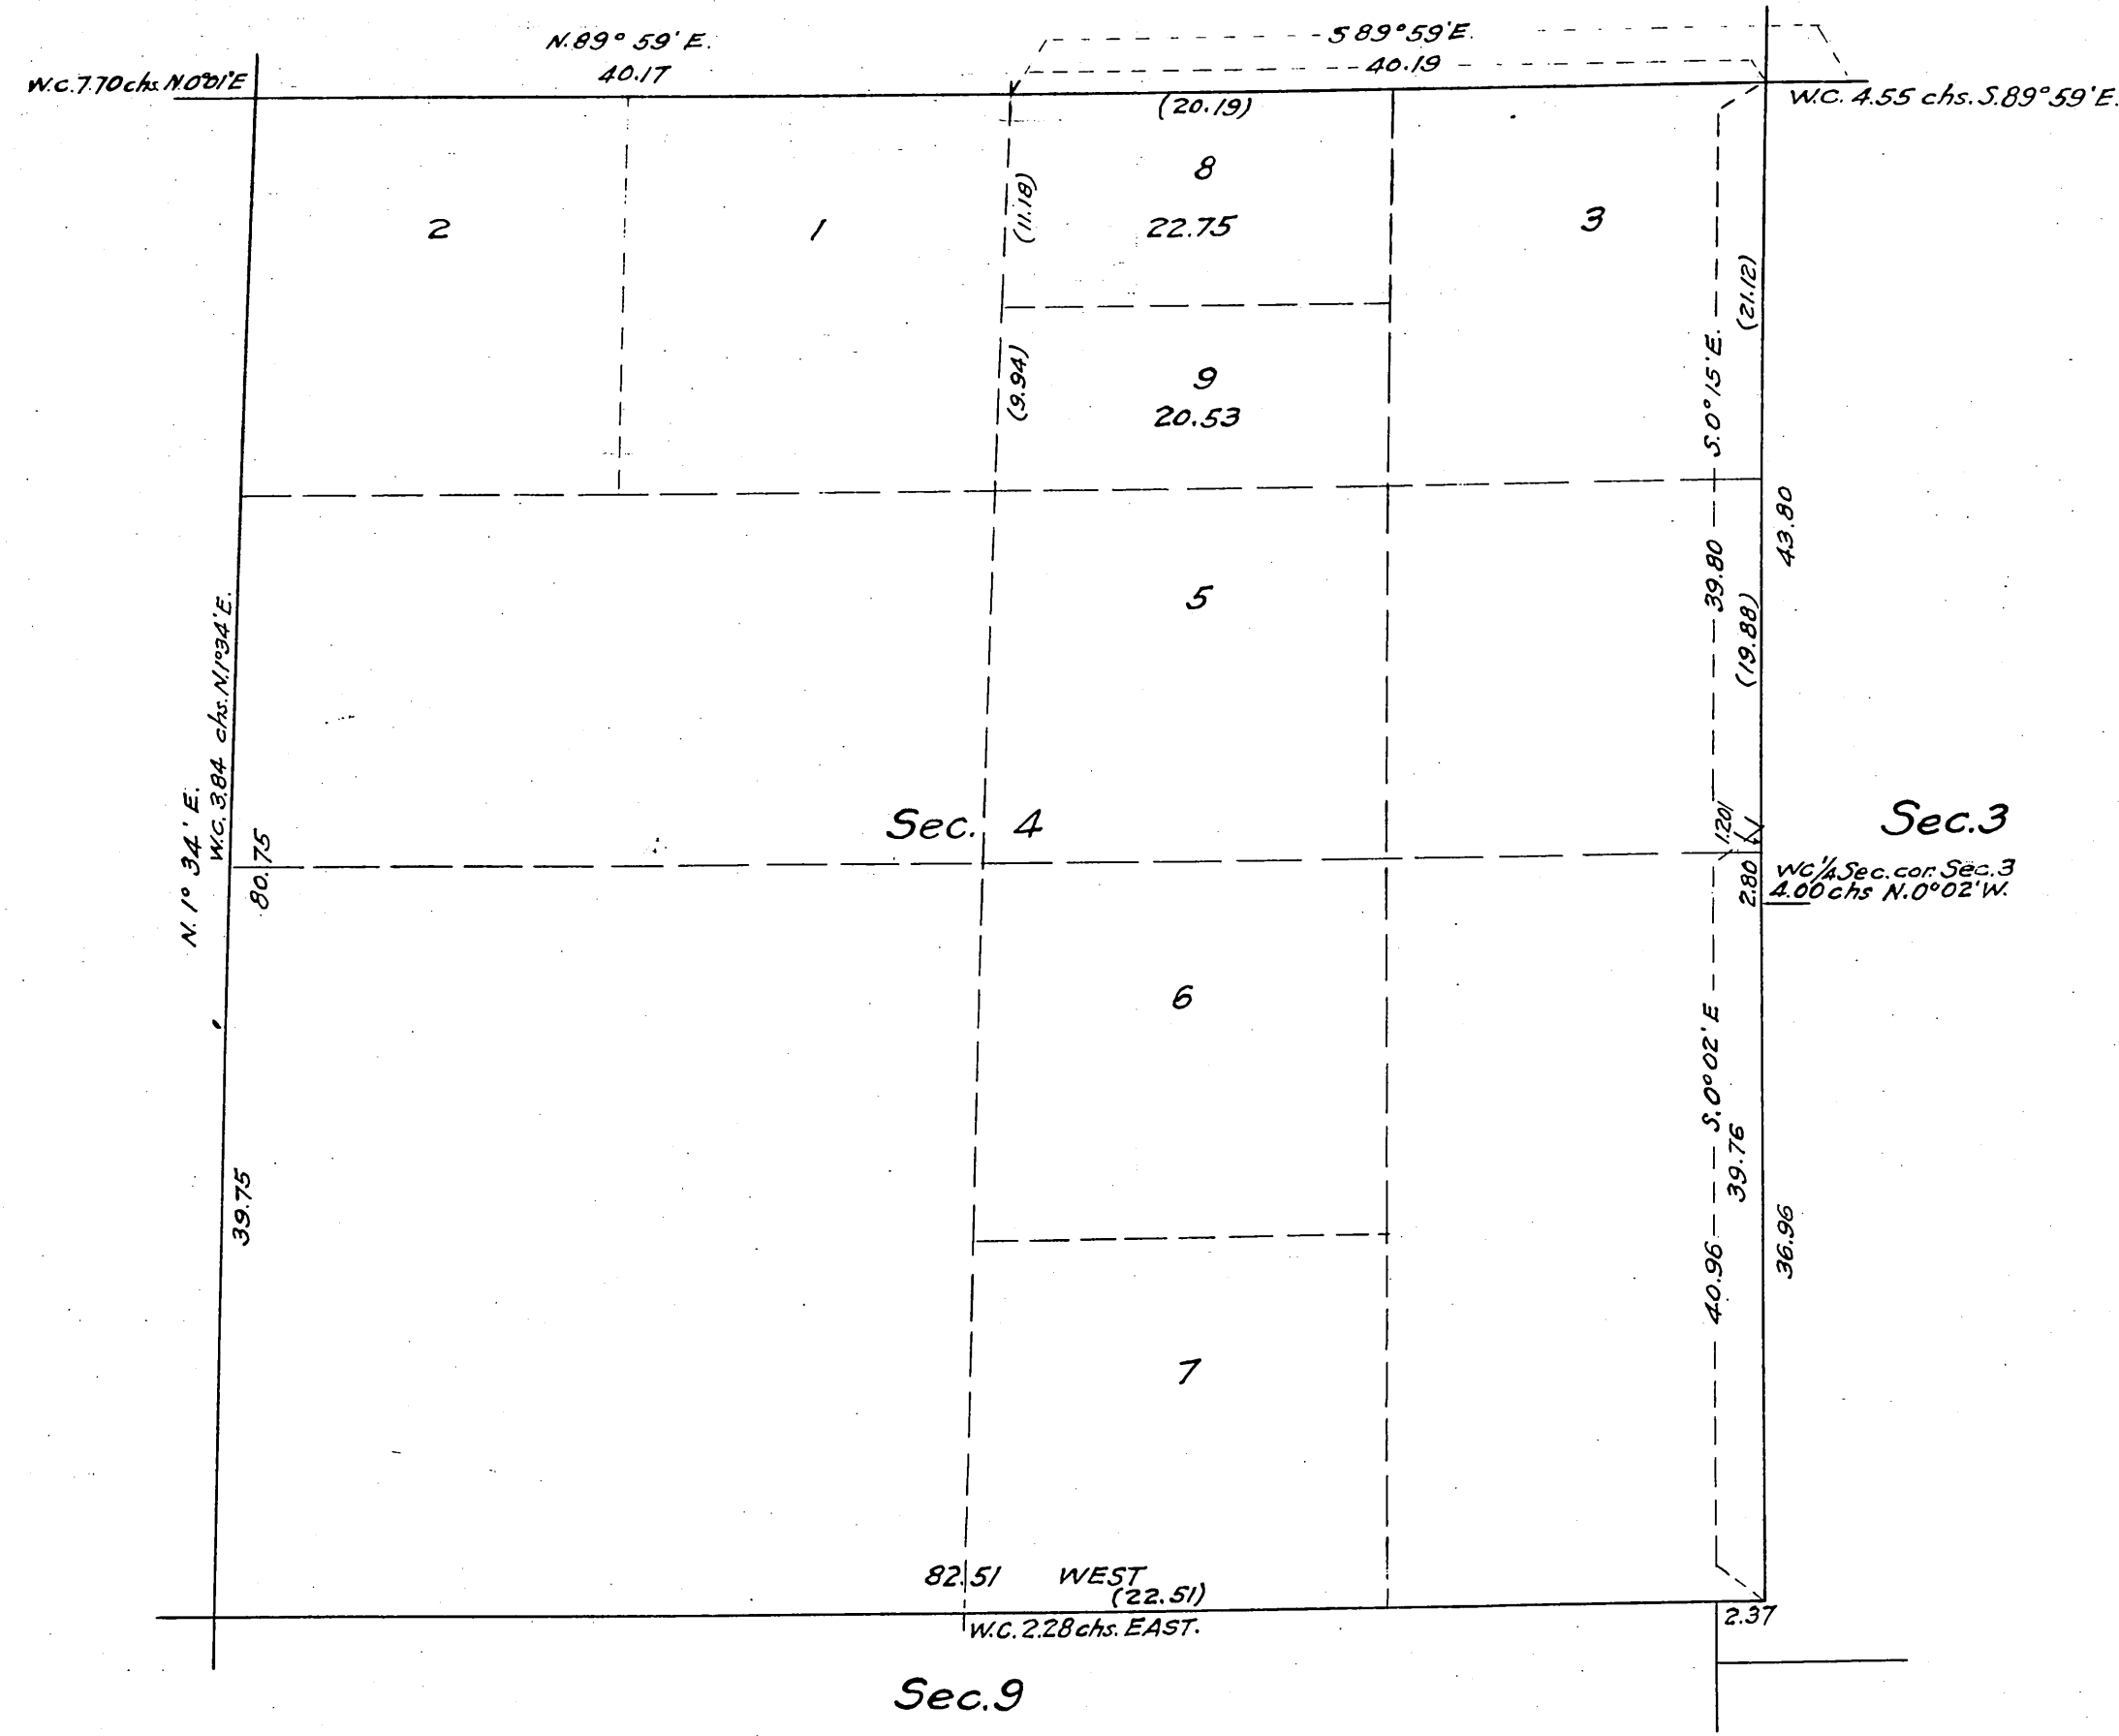 N. 89° 59' E.
40.17
S 89° 59' E.
40.19
W.C. 7.70 chs. N. 0°01' E
W.C. 4.55 chs. S. 89° 59' E.
(20.19)
8
22.75
(11.18)
2
1
3
(21.12)
S. 0° 15' E.
9
20.53
(9.94)
43.80
39.80
(19.88)
5
W.C. 3.84 chs. N. 1°34' E.
N. 1° 34' E.
80.75
Sec. 4
1.20
Sec. 3
2.80
WC 1/4 Sec. cor. Sec. 3
4.00 chs N. 0°02' W.
6
S. 0°02' E
39.76
40.96
36.96
39.75
7
82.51 WEST
(22.51)
W.C. 2.28 chs. EAST.
2.37
Sec. 9